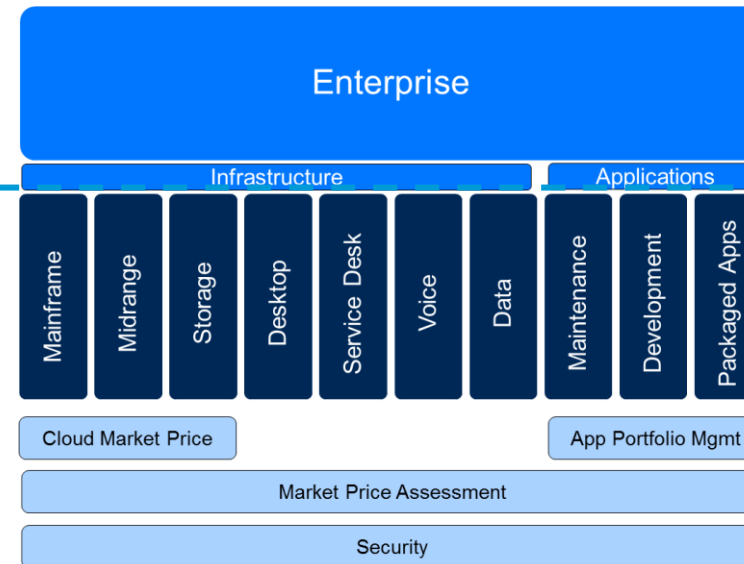 Enterprise
Infrastructure
Applications
Mainframe
Midrange
Storage
Desktop
Service Desk
Voice
Data
Maintenance
Development
Packaged Apps
Cloud Market Price
App Portfolio Mgmt
Market Price Assessment
Security